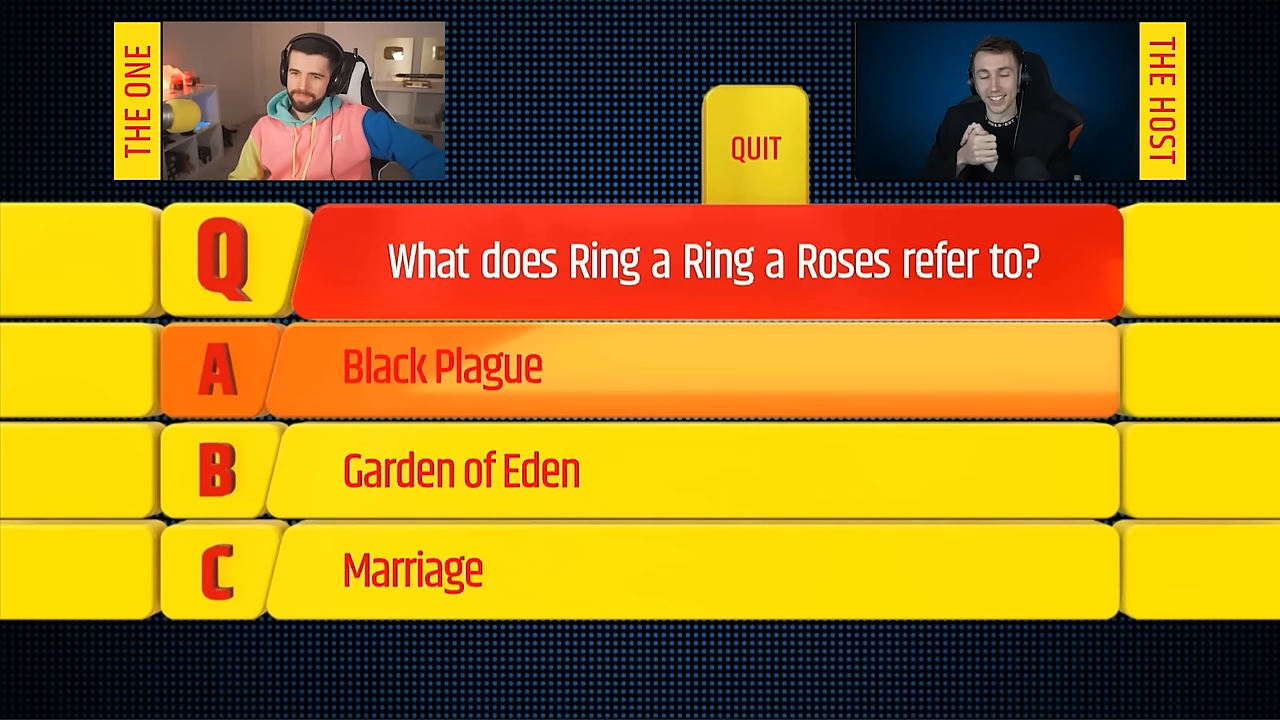 THE ONE
THE HOST
QUIT
Q
What does Ring a Ring a Roses refer to?
A
Black Plague
B
Garden of Eden
C
Marriage